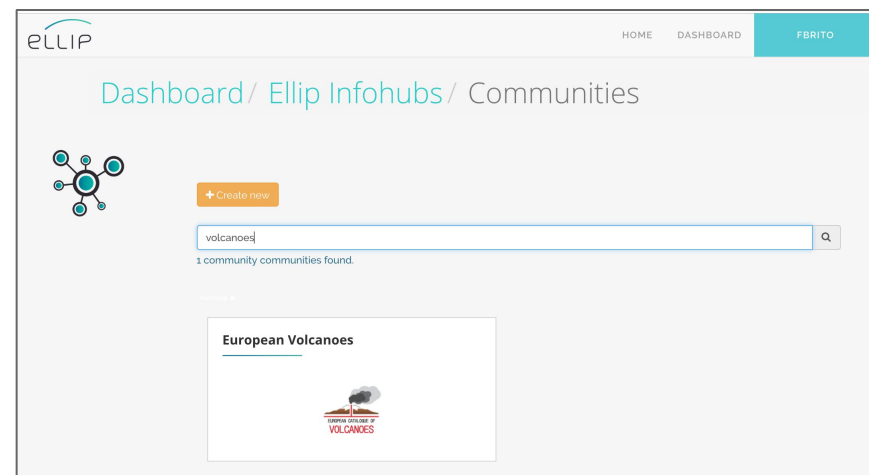 ELLIP
HOME DASHBOARD FBRITO
Dashboard/ Ellip Infohubs/ Communities
+ Create new
volcanoes
1 community communities found.
European Volcanoes
EUROPEAN CATALOGUE OF
VOLCANOES